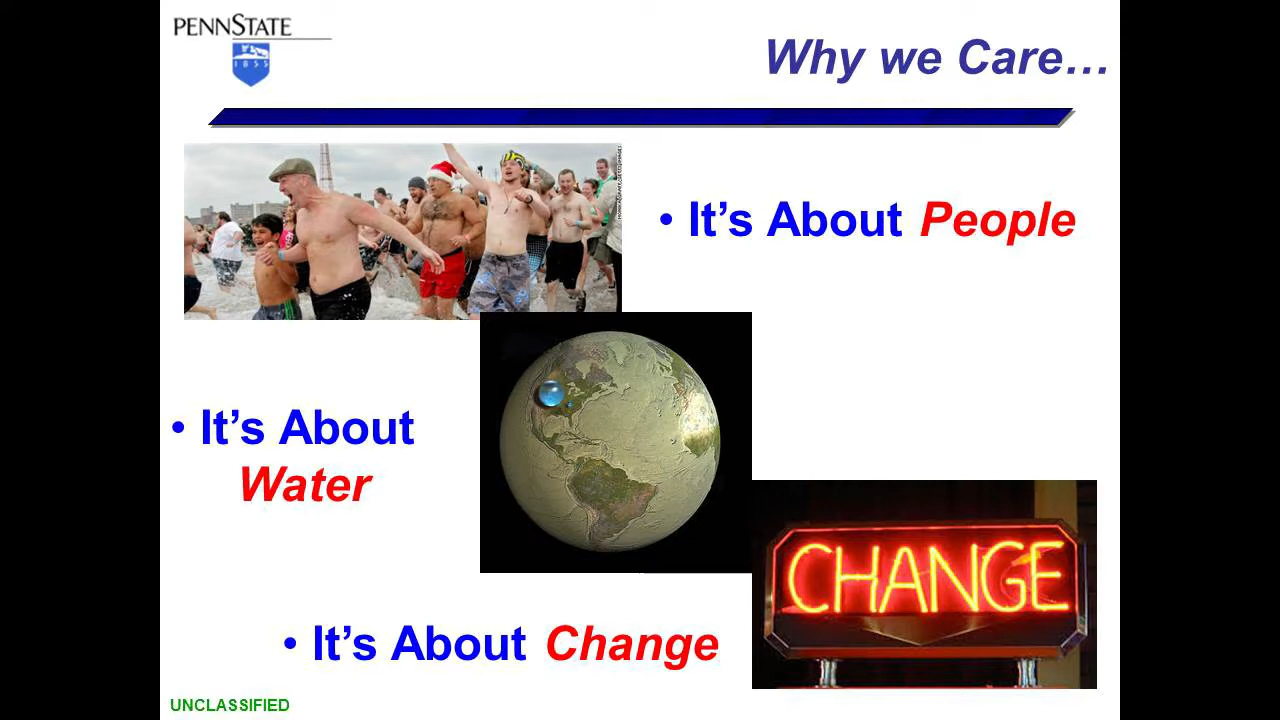 PENNSTATE
1855
Why we Care…
• It’s About People
• It’s About
Water
CHANGE
• It’s About Change
UNCLASSIFIED